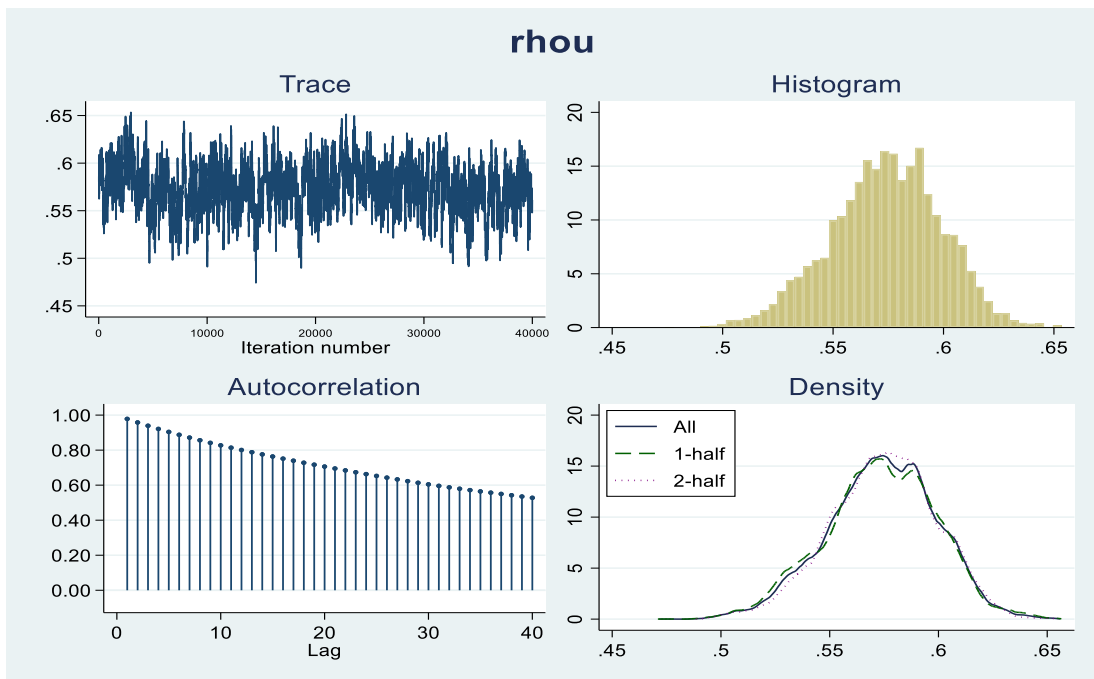 rhou
Trace
.65
.6
.55
.5
.45
0 10000 20000 30000 40000
Iteration number
Histogram
20
15
10
5
0
.45 .5 .55 .6 .65
Autocorrelation
1.00
0.80
0.60
0.40
0.20
0.00
0 10 20 30 40
Lag
Density
20
15
10
5
0
All
1-half
2-half
.45 .5 .55 .6 .65